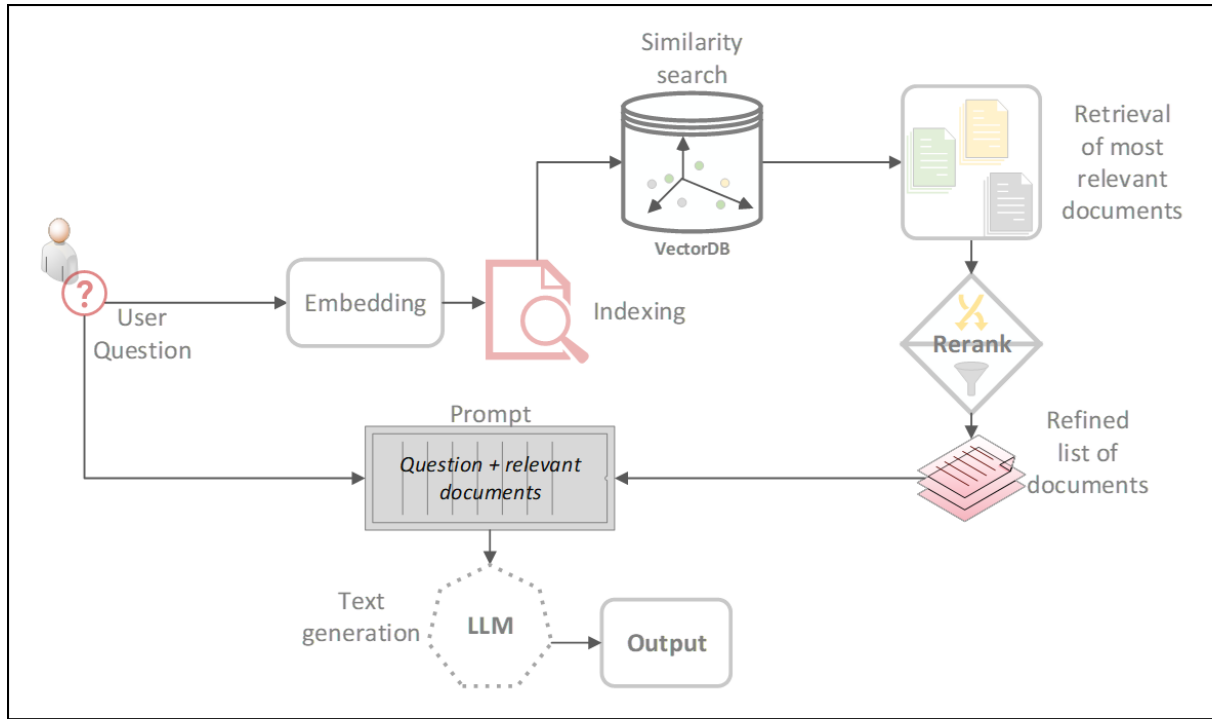 Similarity
search
VectorDB
Retrieval
of most
relevant
documents
?
User
Question
Embedding
Indexing
Rerank
Refined
list of
documents
Prompt
Question + relevant
documents
Text
generation
LLM
Output